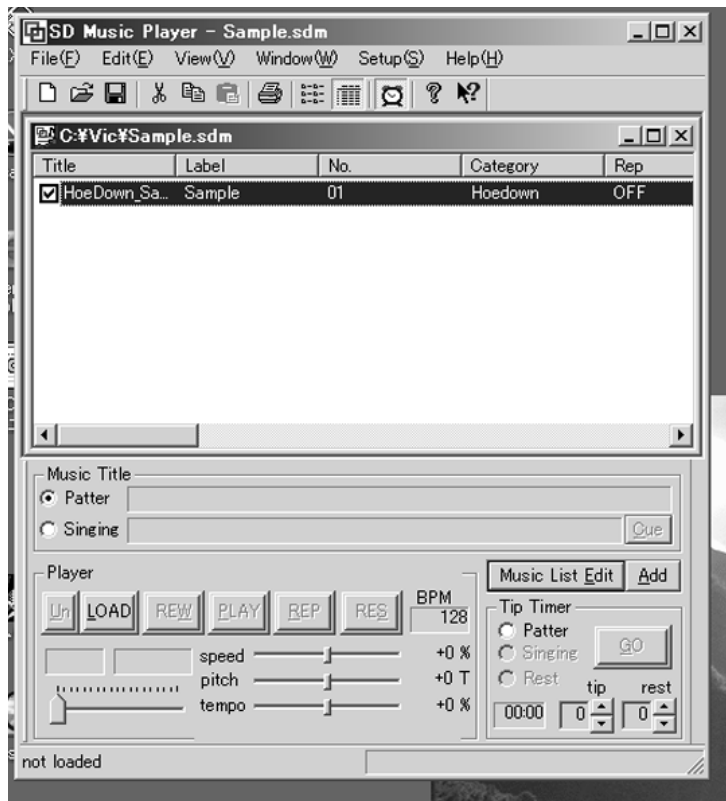 SD Music Player - Sample.sdm
File(F) Edit(E) View(V) Window(W) Setup(S) Help(H)
C:¥Vic¥Sample.sdm
Title Label No. Category Rep
HoeDown_Sa... Sample 01 Hoedown OFF
Music Title
Patter
Singing Cue
Player
Un LOAD REW PLAY REP RES BPM 128
speed +0 %
pitch +0 T
tempo +0 %
Music List Edit Add
Tip Timer
Patter
Singing GO
Rest
tip rest
00:00 0 0
not loaded